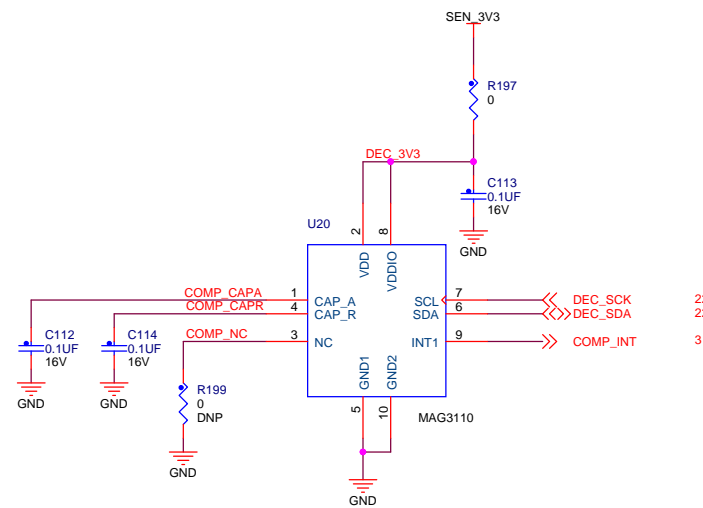 SEN_3V3
R197
0
DEC_3V3
C113
0.1UF
16V
GND
U20
2
8
VDD
VDDIO
COMP_CAPA
1
CAP_A
SCL
7
DEC_SCK
COMP_CAPR
4
CAP_R
SDA
6
DEC_SDA
COMP_NC
3
NC
INT1
9
COMP_INT
3
C112
0.1UF
16V
GND
C114
0.1UF
16V
GND
R199
0
DNP
GND
GND1
GND2
5
10
MAG3110
GND